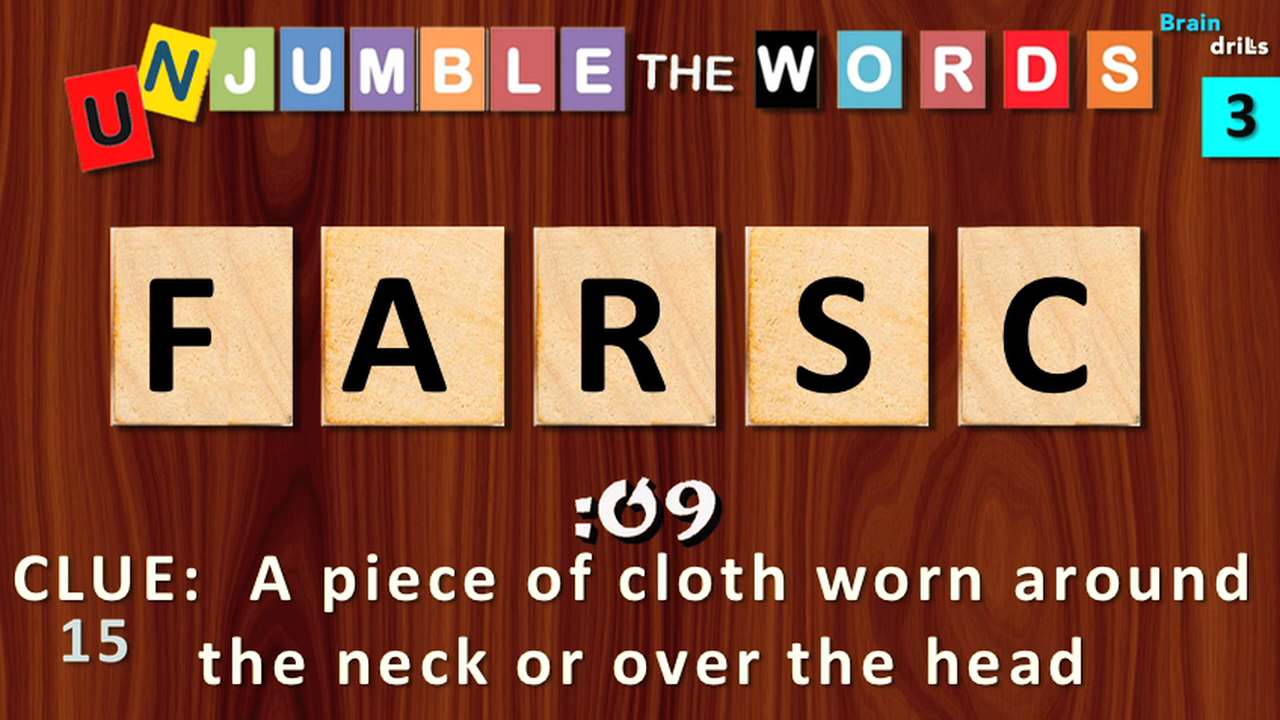 UNJUMBLE THE WORDS
Brain
drills
3
F A R S C
:09
CLUE: A piece of cloth worn around
15
the neck or over the head